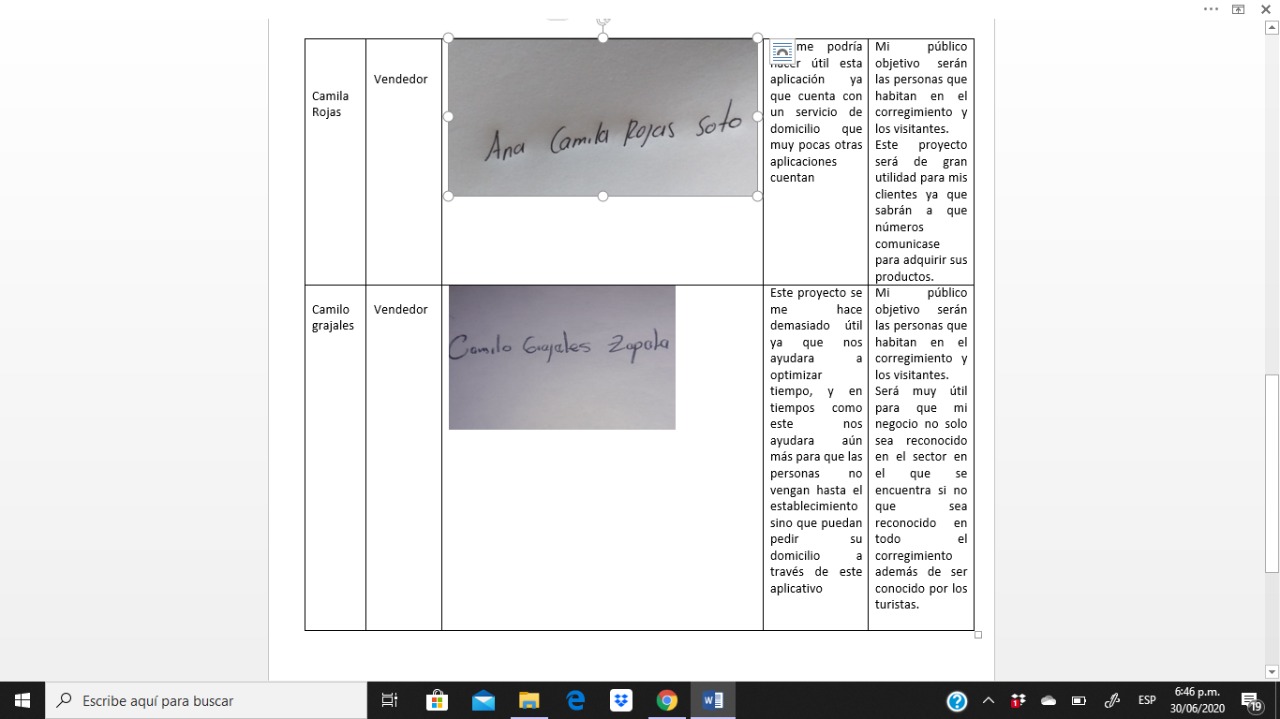 Camila
Rojas
Vendedor
Ana Camila Rojas Soto
me podría
hacer útil esta
aplicación ya
que cuenta con
un servicio de
domicilio que
muy pocas otras
aplicaciones
cuentan
Mi público
objetivo serán
las personas que
habitan en el
corregimiento y
los visitantes.
Este proyecto
será de gran
utilidad para mis
clientes ya que
sabrán a que
números
comunicase
para adquirir sus
productos.
Camilo
grajales
Vendedor
Camilo Grajales Zapata
Este proyecto se
me hace
demasiado útil
ya que nos
ayudara a
optimizar
tiempo, y en
tiempos como
este nos
ayudara aún
más para que las
personas no
vengan hasta el
establecimiento
sino que puedan
pedir su
domicilio a
través de este
aplicativo
Mi público
objetivo serán
las personas que
habitan en el
corregimiento y
los visitantes.
Será muy útil
para que mi
negocio no solo
sea reconocido
en el sector en
el que se
encuentra si no
que sea
reconocido en
todo el
corregimiento
además de ser
conocido por los
turistas.
Escribe aquí para buscar
ESP
6:46 p.m.
30/06/2020
19